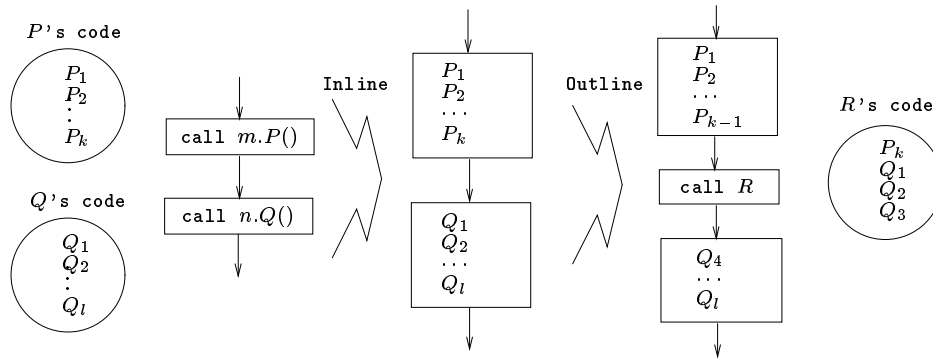 P's code
P₁
P₂
⋮
Pₖ
Q's code
Q₁
Q₂
⋮
Qₗ
call m.P()
call n.Q()
Inline
P₁
P₂
...
Pₖ
Q₁
Q₂
...
Qₗ
Outline
P₁
P₂
...
Pₖ₋₁
call R
Q₄
...
Qₗ
R's code
Pₖ
Q₁
Q₂
Q₃